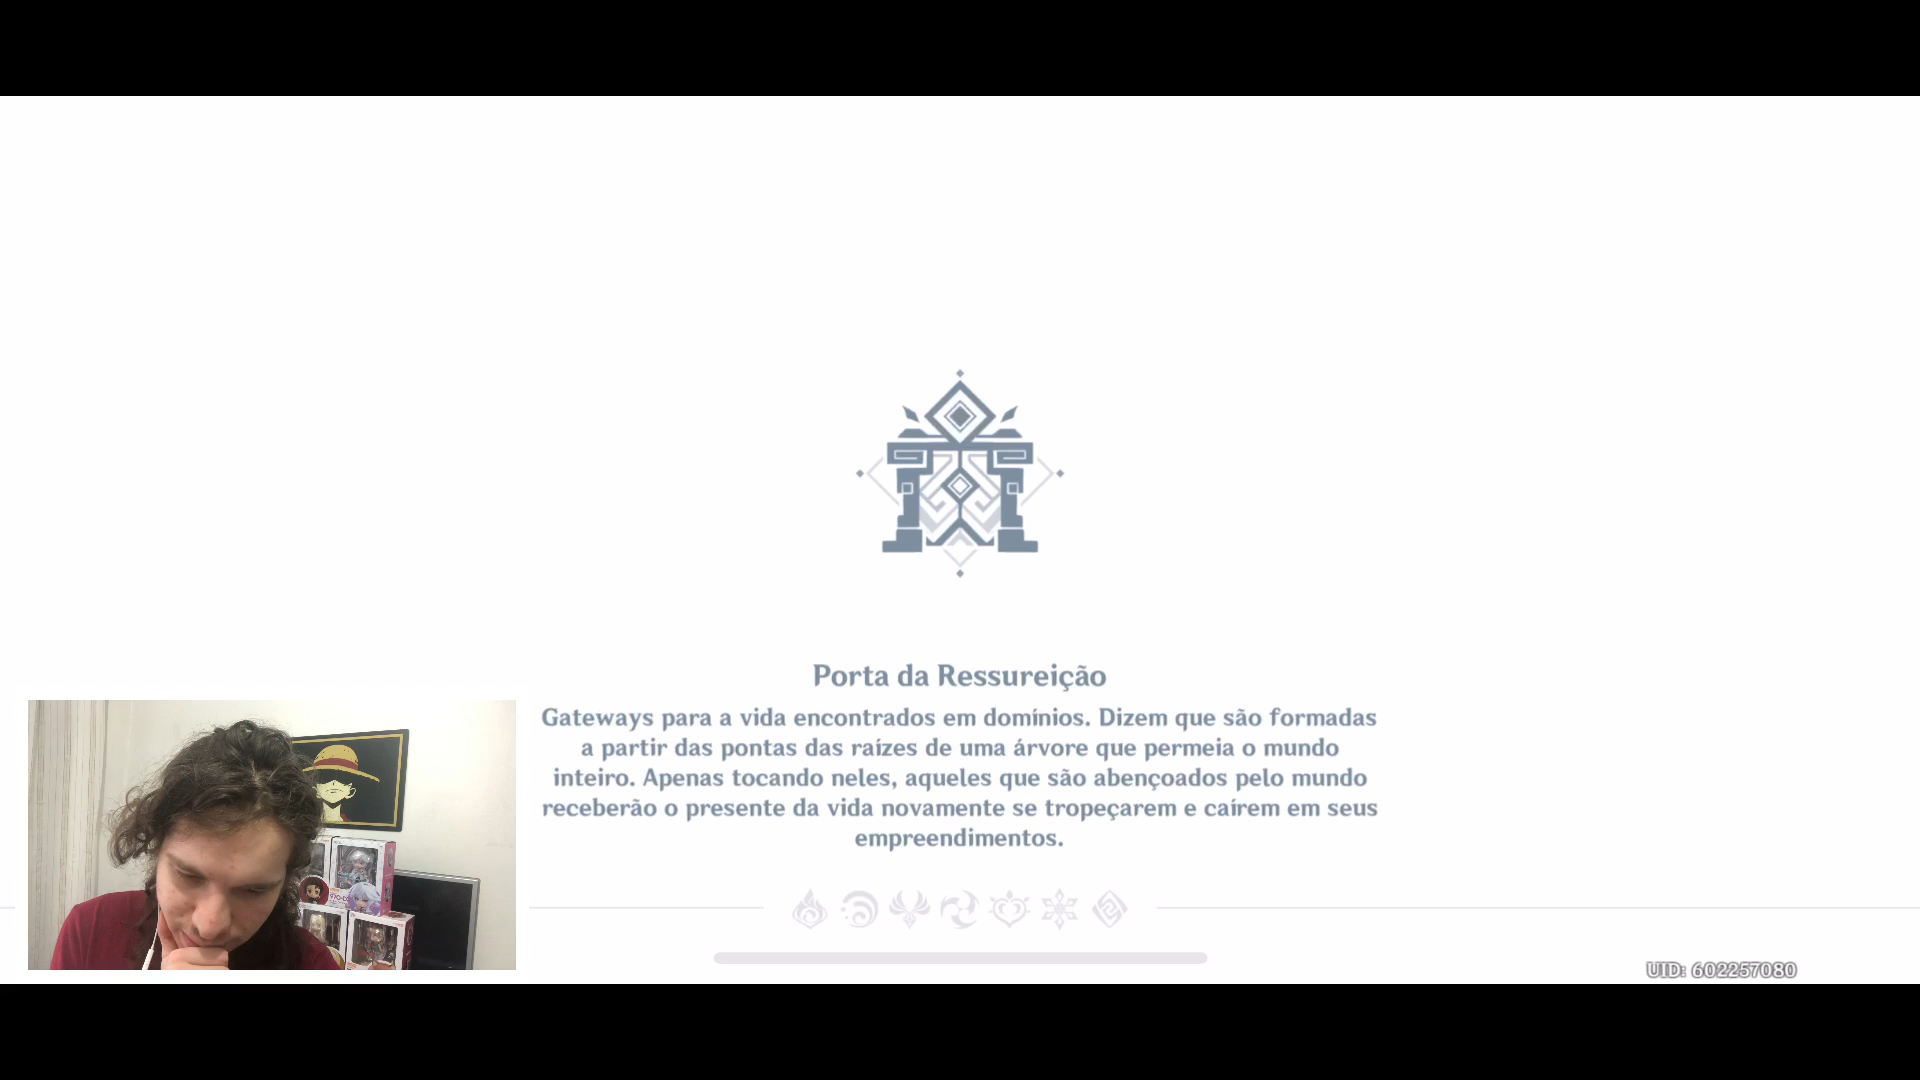 Porta da Ressureição
Gateways para a vida encontrados em domínios. Dizem que são formadas
a partir das pontas das raízes de uma árvore que permeia o mundo
inteiro. Apenas tocando neles, aqueles que são abençoados pelo mundo
receberão o presente da vida novamente se tropeçarem e caírem em seus
empreendimentos.
UID: 602257080